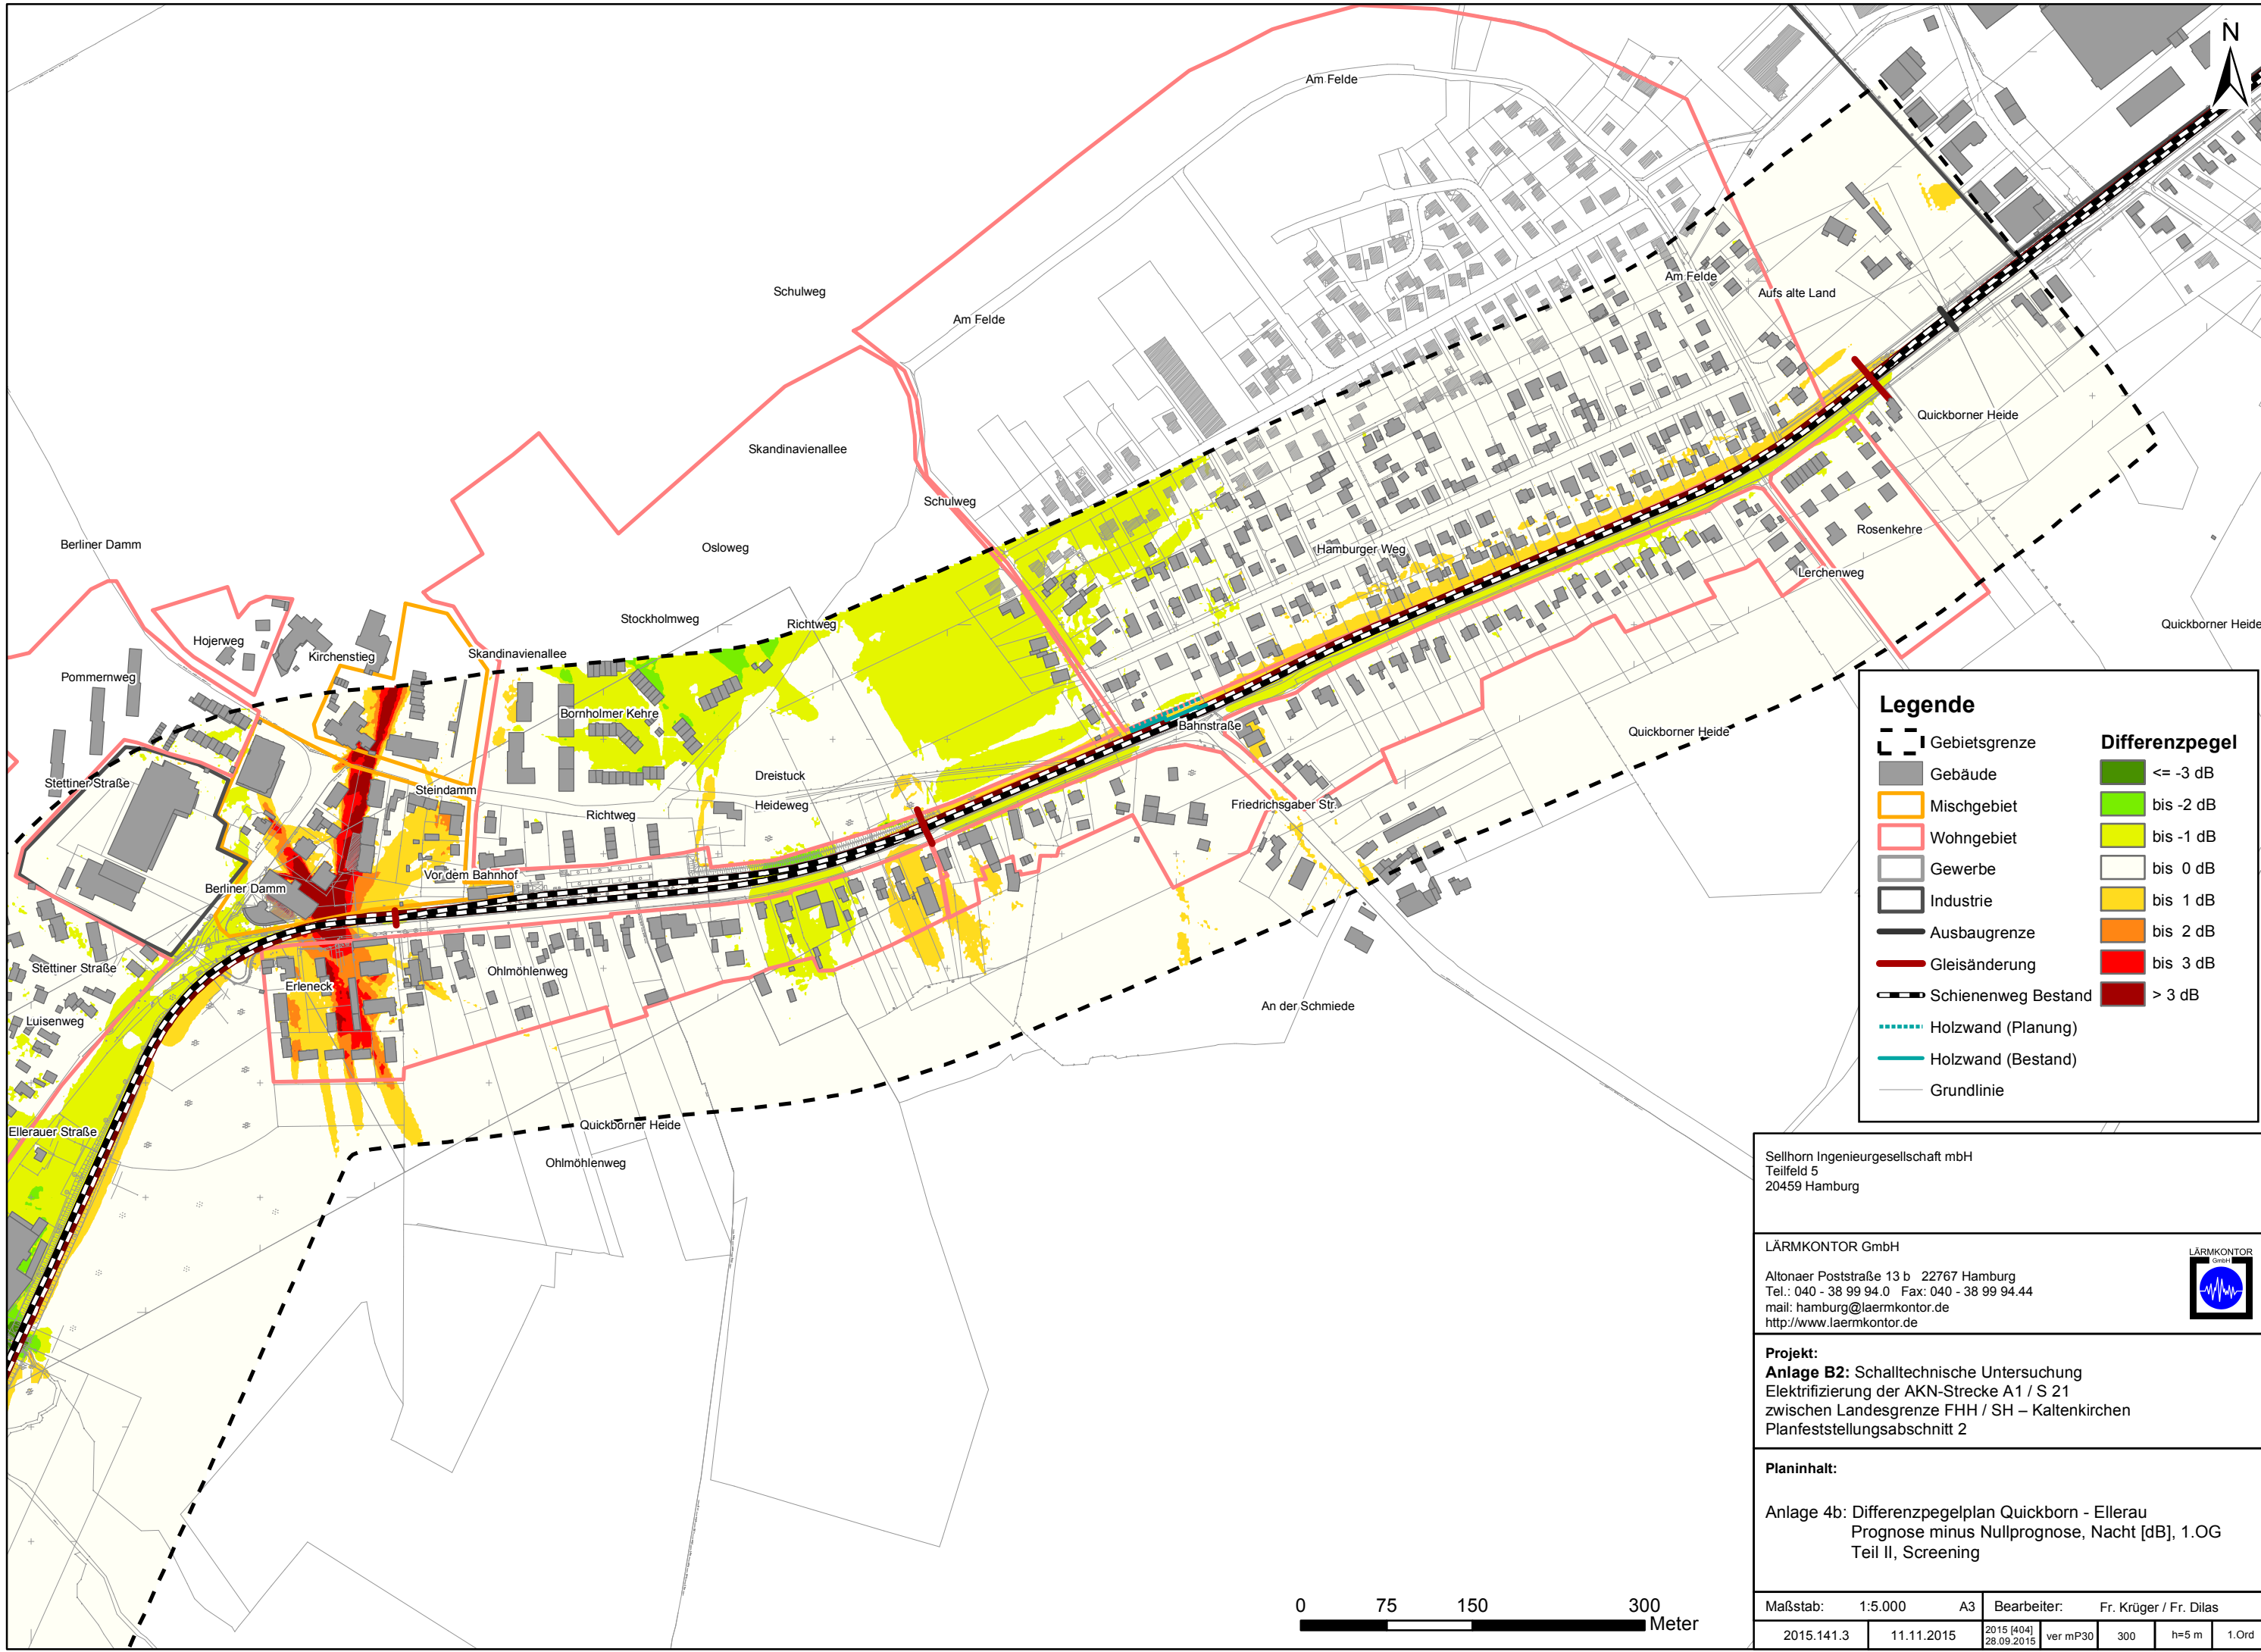 N
Am Felde
Schulweg
Am Felde
Am Felde
Aufs alte Land
Quickborner Heide
Skandinavienallee
Schulweg
Berliner Damm
Osloweg
Hamburger Weg
Rosenkehre
Lerchenweg
Stockholmweg
Richtweg
Quickborner Heide
Hojerweg
Kirchenstieg
Skandinavienallee
Pommernweg
Bornholmer Kehre
Bahnstraße
Quickborner Heide
Stettiner Straße
Steindamm
Dreistuck
Heideweg
Richtweg
Friedrichsgaber Str.
Vor dem Bahnhof
Berliner Damm
Stettiner Straße
Ohlmöhlenweg
Erleneck
An der Schmiede
Luisenweg
Ellerauer Straße
Quickborner Heide
Ohlmöhlenweg
Legende
Gebietsgrenze
Gebäude
Mischgebiet
Wohngebiet
Gewerbe
Industrie
Ausbaugrenze
Gleisänderung
Schienenweg Bestand
Holzwand (Planung)
Holzwand (Bestand)
Grundlinie
Differenzpegel
<= -3 dB
bis -2 dB
bis -1 dB
bis 0 dB
bis 1 dB
bis 2 dB
bis 3 dB
> 3 dB
Sellhorn Ingenieurgesellschaft mbH
Teilfeld 5
20459 Hamburg
LÄRMKONTOR GmbH
Altonaer Poststraße 13 b 22767 Hamburg
Tel.: 040 - 38 99 94.0 Fax: 040 - 38 99 94.44
mail: hamburg@laermkontor.de
http://www.laermkontor.de
LÄRMKONTOR
GmbH
Projekt:
Anlage B2: Schalltechnische Untersuchung
Elektrifizierung der AKN-Strecke A1 / S 21
zwischen Landesgrenze FHH / SH – Kaltenkirchen
Planfeststellungsabschnitt 2
Planinhalt:
Anlage 4b: Differenzpegelplan Quickborn - Ellerau
Prognose minus Nullprognose, Nacht [dB], 1.OG
Teil II, Screening
Maßstab: 1:5.000 A3 Bearbeiter: Fr. Krüger / Fr. Dilas
2015.141.3 11.11.2015 2015 [404] 28.09.2015 ver mP30 300 h=5 m 1.Ord
0 75 150 300
Meter